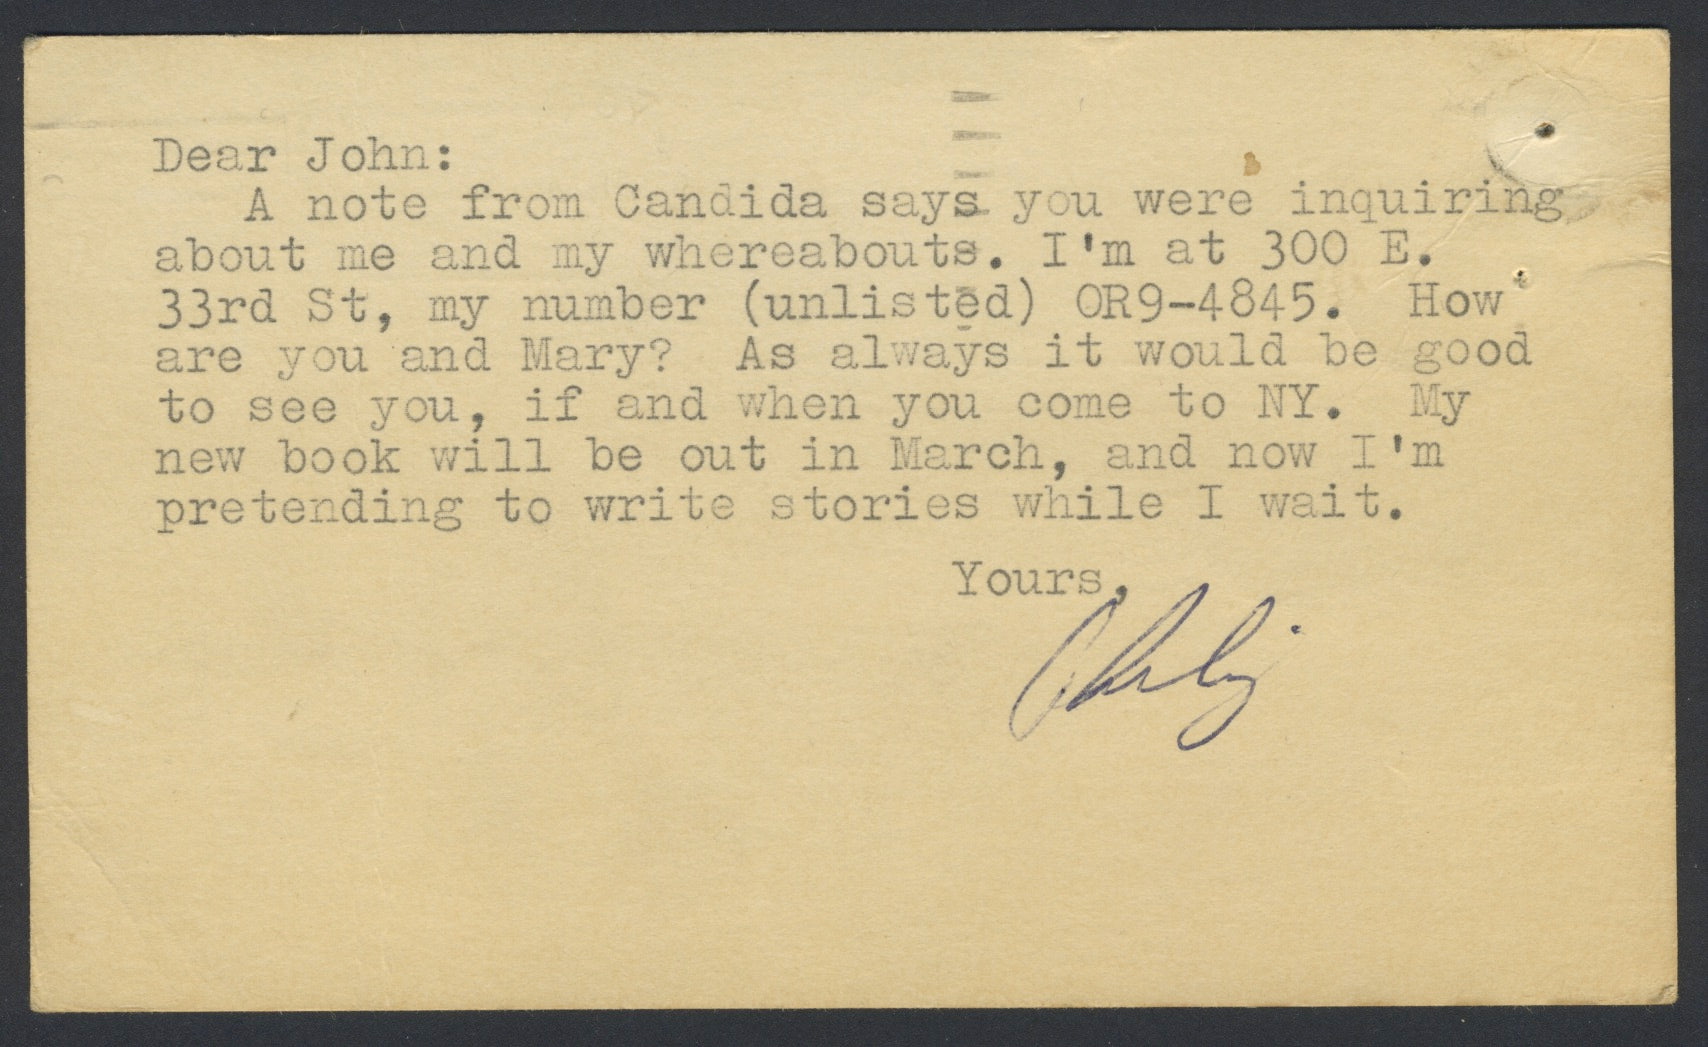 Dear John:
A note from Candida says you were inquiring
about me and my whereabouts. I'm at 300 E.
33rd St, my number (unlisted) OR9-4845. How
are you and Mary? As always it would be good
to see you, if and when you come to NY. My
new book will be out in March, and now I'm
pretending to write stories while I wait.
Yours,